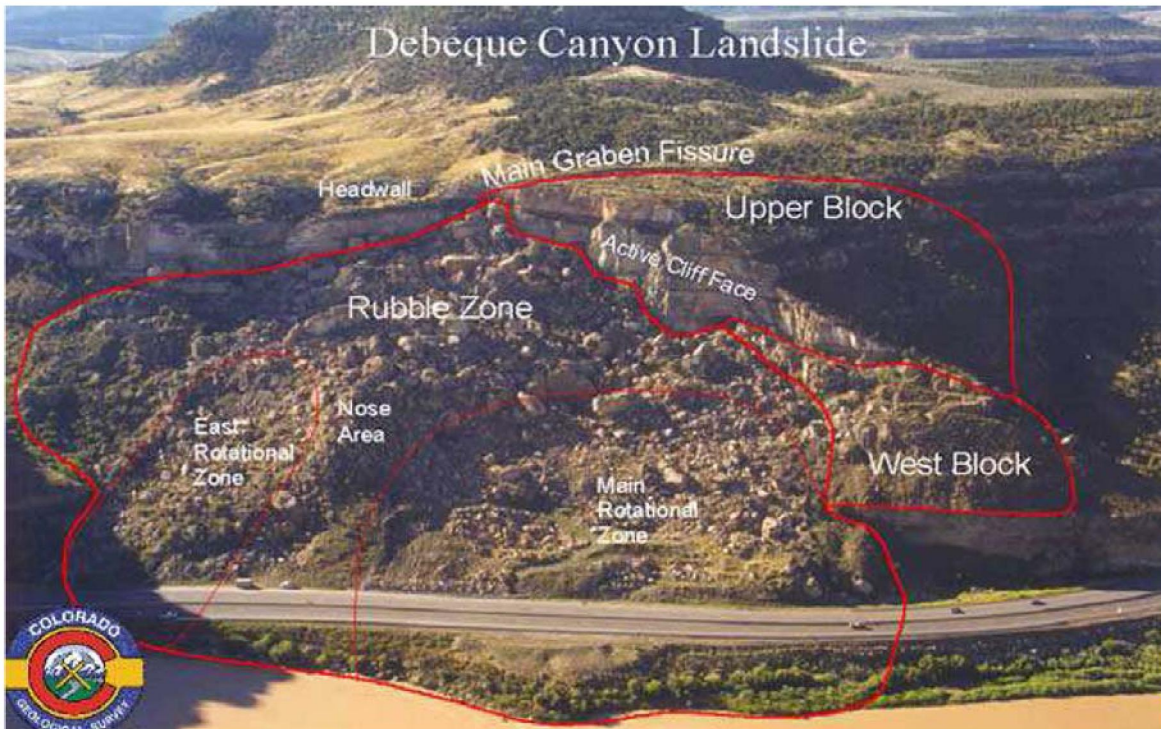 Debeque Canyon Landslide
Main Graben Fissure
Headwall
Upper Block
Active Cliff Face
Rubble Zone
East
Rotational
Zone
Nose
Area
Main
Rotational
Zone
West Block
COLORADO
GEOLOGICAL SURVEY